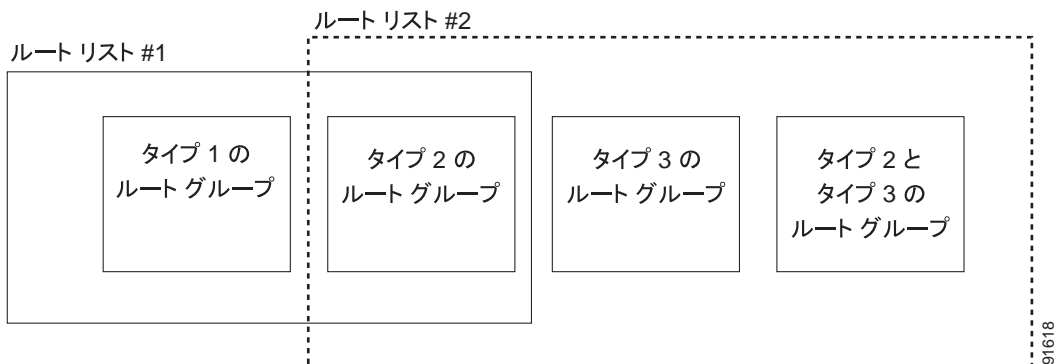 ルート リスト #2
ルート リスト #1
タイプ 1 の
ルート グループ
タイプ 2 の
ルート グループ
タイプ 3 の
ルート グループ
タイプ 2 と
タイプ 3 の
ルート グループ
91618